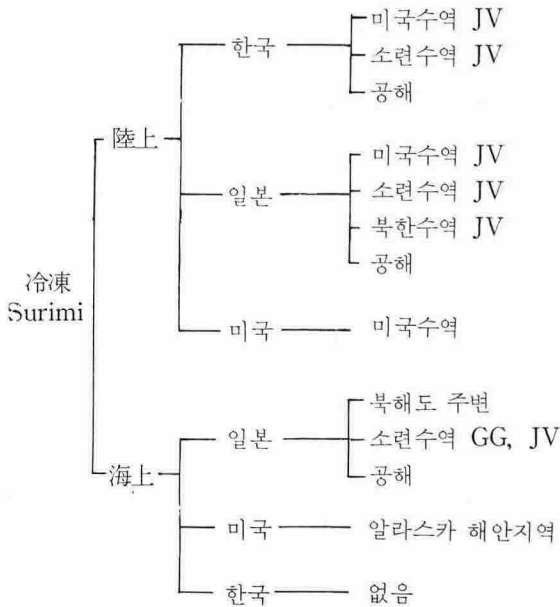 미국수역 JV
한국
소련수역 JV
공해
陸上
미국수역 JV
일본
소련수역 JV
북한수역 JV
공해
冷凍
Surimi
미국
미국수역
북해도 주변
일본
소련수역 GG, JV
공해
海上
미국
알라스카 해안지역
한국
없음